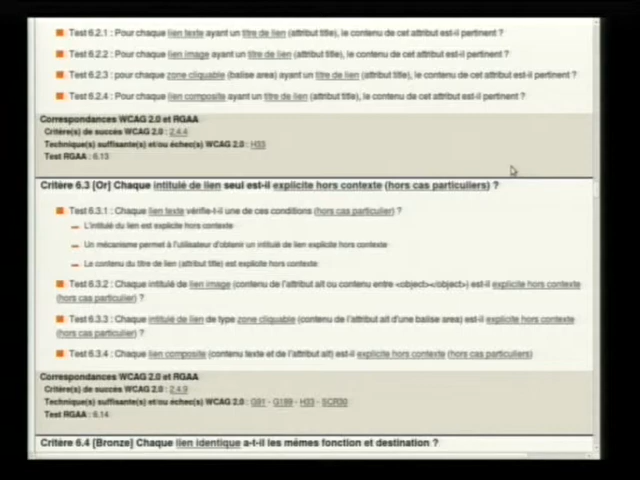 Test 6.2.1 : Pour chaque lien texte ayant un titre de lien (attribut title), le contenu de cet attribut est-il pertinent ?
Test 6.2.2 : Pour chaque lien image ayant un titre de lien (attribut title), le contenu de cet attribut est-il pertinent ?
Test 6.2.3 : pour chaque zone cliquable (balise area) ayant un titre de lien (attribut title), le contenu de cet attribut est-il pertinent ?
Test 6.2.4 : Pour chaque lien composite ayant un titre de lien (attribut title), le contenu de cet attribut est-il pertinent ?
Correspondances WCAG 2.0 et RGAA
Critère(s) de succès WCAG 2.0 : 2.4.4
Technique(s) suffisante(s) et/ou échec(s) WCAG 2.0 : H33
Test RGAA : 6.13
Critère 6.3 [Or] Chaque intitulé de lien seul est-il explicite hors contexte (hors cas particuliers) ?
Test 6.3.1 : Chaque lien texte vérifie-t-il une de ces conditions (hors cas particulier) ?
L'intitulé du lien est explicite hors contexte
Un mécanisme permet à l'utilisateur d'obtenir un intitulé de lien explicite hors contexte
Le contenu du titre de lien (attribut title) est explicite hors contexte
Test 6.3.2 : Chaque intitulé de lien image (contenu de l'attribut alt ou contenu entre <object></object>) est-il explicite hors contexte
(hors cas particulier) ?
Test 6.3.3 : Chaque intitulé de lien de type zone cliquable (contenu de l'attribut alt d'une balise area) est-il explicite hors contexte
(hors cas particulier) ?
Test 6.3.4 : Chaque lien composite (contenu texte et de l'attribut alt) est-il explicite hors contexte (hors cas particuliers)
Correspondances WCAG 2.0 et RGAA
Critère(s) de succès WCAG 2.0 : 2.4.9
Technique(s) suffisante(s) et/ou échec(s) WCAG 2.0 : G91 - G189 - H33 - SCR30
Test RGAA : 6.14
Critère 6.4 [Bronze] Chaque lien identique a-t-il les mêmes fonction et destination ?